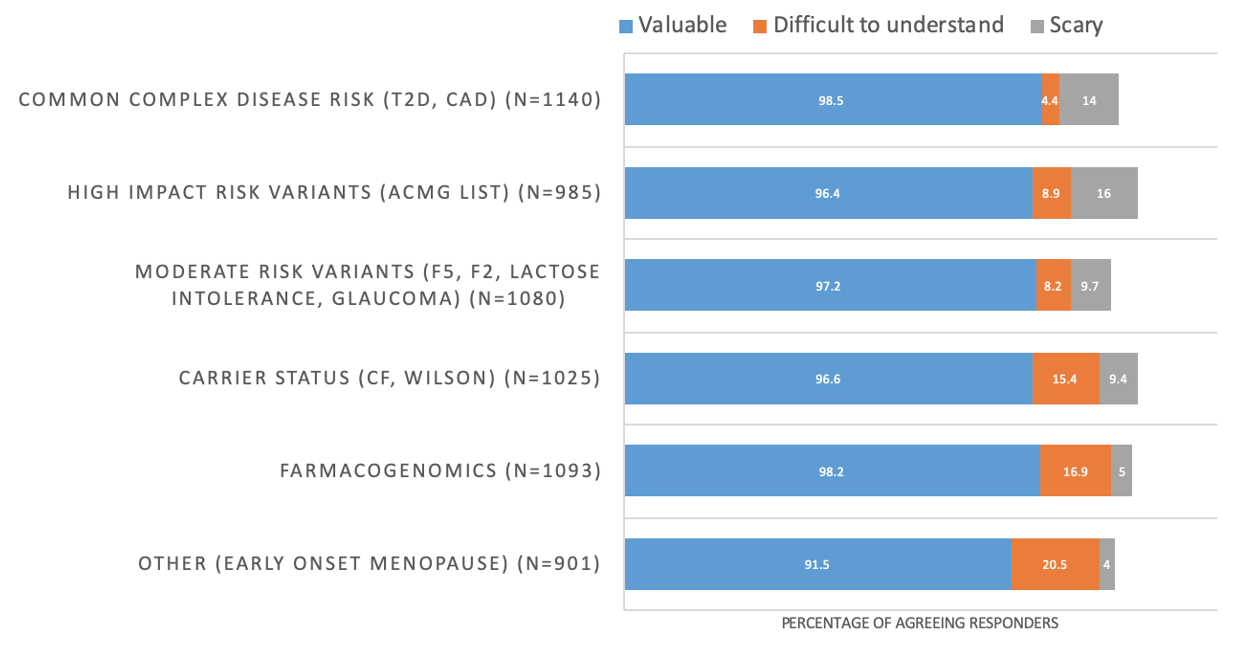 Valuable Difficult to understand Scary
COMMON COMPLEX DISEASE RISK (T2D, CAD) (N=1140)
98.5 4.4 14
HIGH IMPACT RISK VARIANTS (ACMG LIST) (N=985)
96.4 8.9 16
MODERATE RISK VARIANTS (F5, F2, LACTOSE
INTOLERANCE, GLAUCOMA) (N=1080)
97.2 8.2 9.7
CARRIER STATUS (CF, WILSON) (N=1025)
96.6 15.4 9.4
FARMACOGENOMICS (N=1093)
98.2 16.9 5
OTHER (EARLY ONSET MENOPAUSE) (N=901)
91.5 20.5 4
PERCENTAGE OF AGREEING RESPONDERS